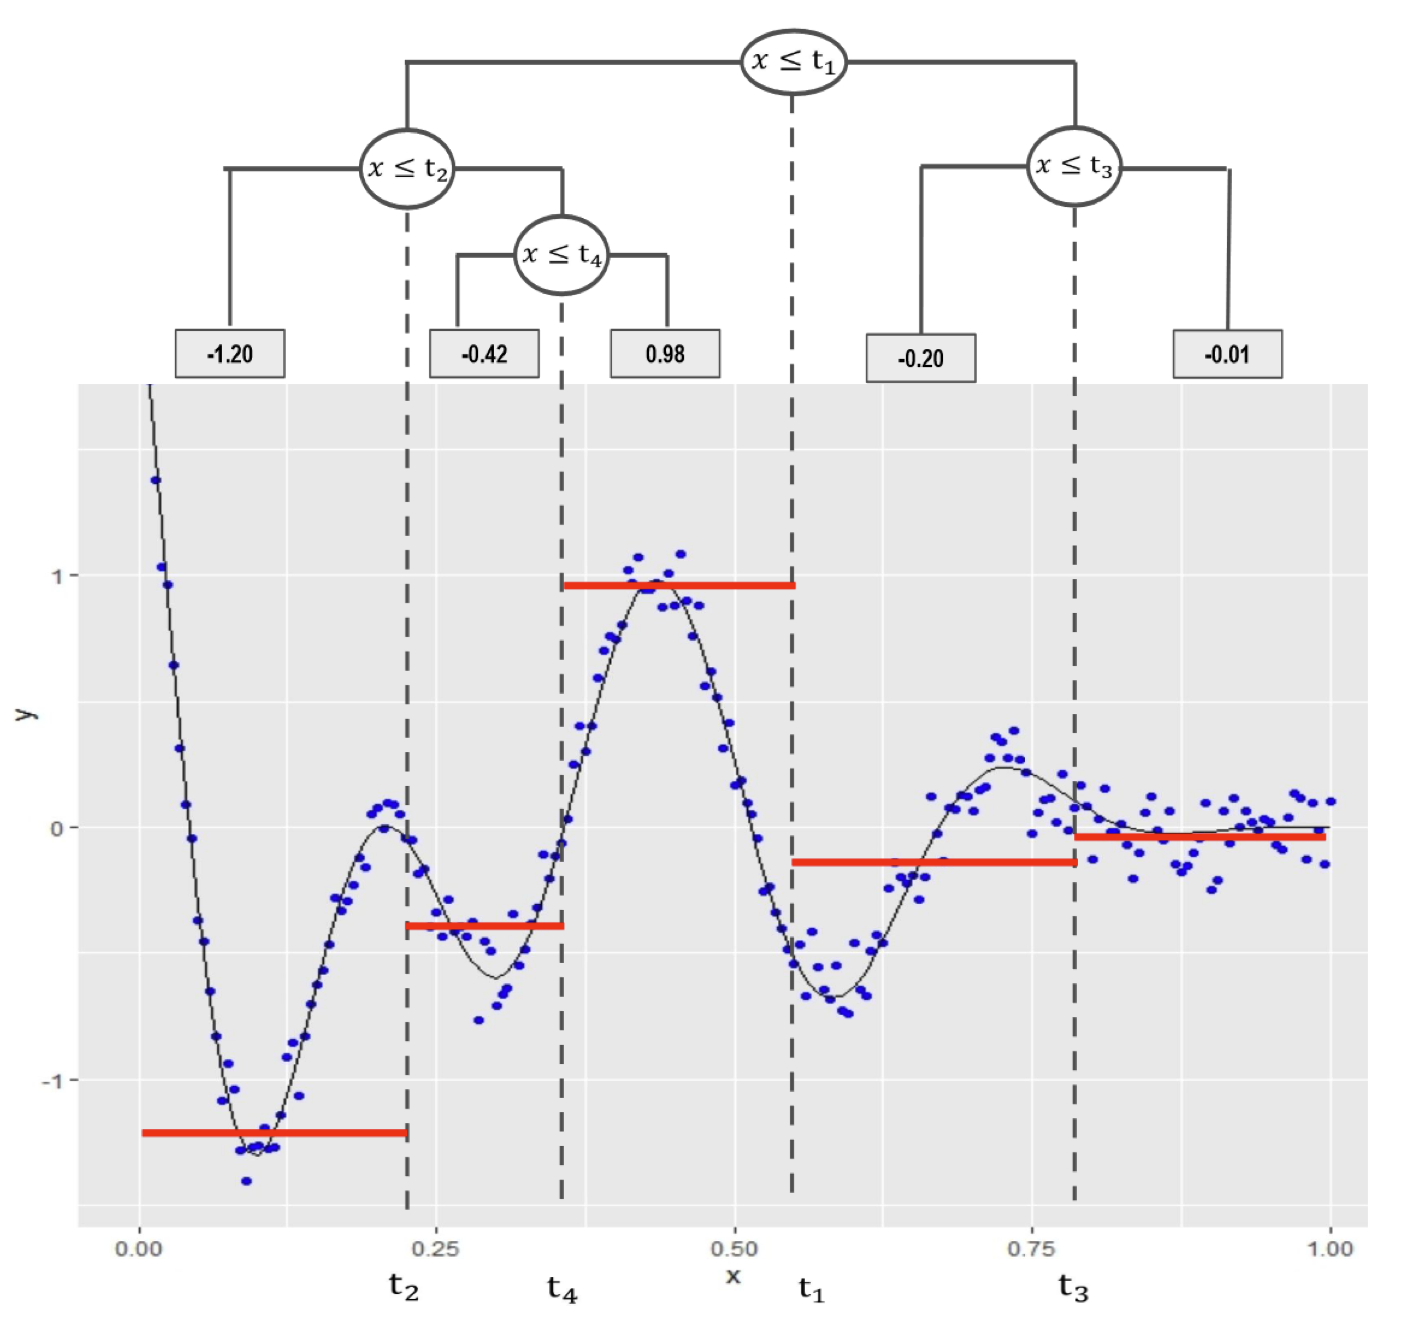 x ≤ t₁
x ≤ t₂
x ≤ t₃
x ≤ t₄
-1.20
-0.42
0.98
-0.20
-0.01
1
0
-1
y
0.00
0.25
0.50
0.75
1.00
x
t₂
t₄
t₁
t₃